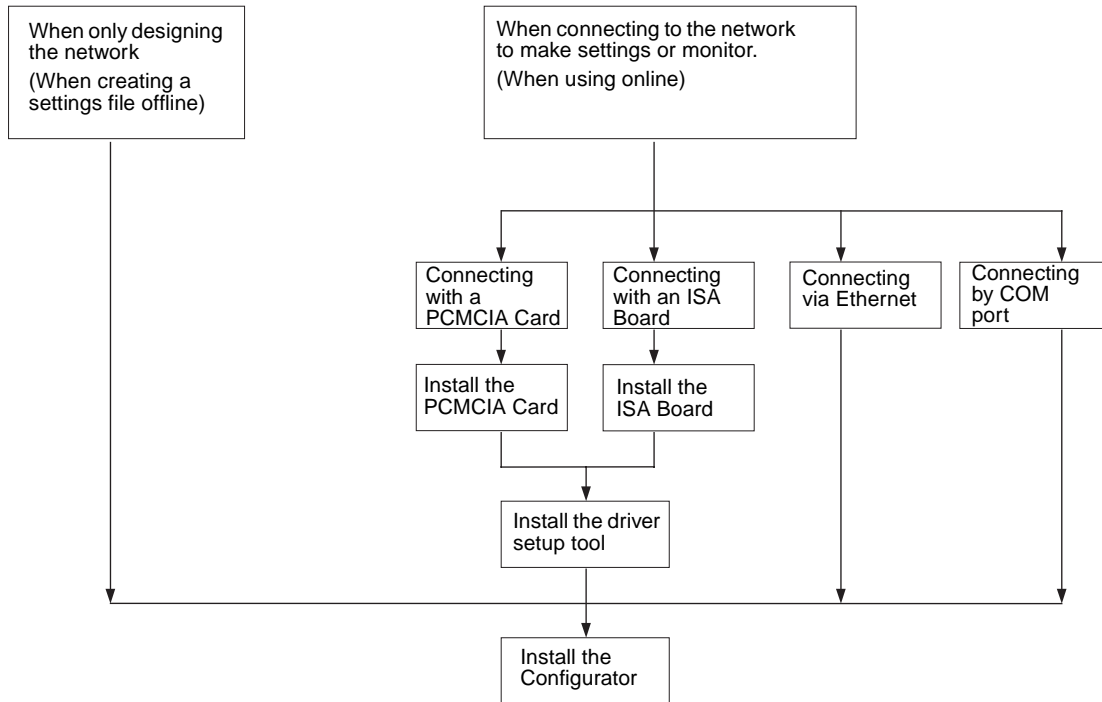 When only designing
the network
(When creating a
settings file offline)
When connecting to the network
to make settings or monitor.
(When using online)
Connecting
with a
PCMCIA Card
Connecting
with an ISA
Board
Connecting
via Ethernet
Connecting
by COM
port
Install the
PCMCIA Card
Install the
ISA Board
Install the driver
setup tool
Install the
Configurator